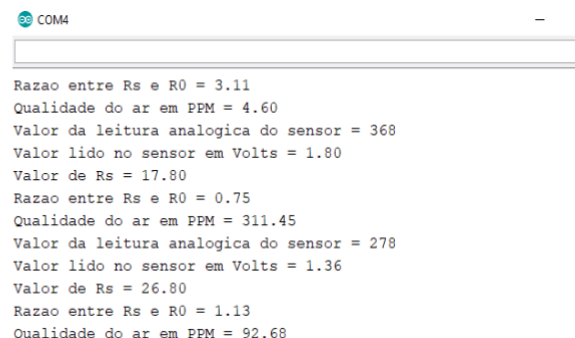 COM4
Razao entre Rs e R0 = 3.11
Qualidade do ar em PPM = 4.60
Valor da leitura analogica do sensor = 368
Valor lido no sensor em Volts = 1.80
Valor de Rs = 17.80
Razao entre Rs e R0 = 0.75
Qualidade do ar em PPM = 311.45
Valor da leitura analogica do sensor = 278
Valor lido no sensor em Volts = 1.36
Valor de Rs = 26.80
Razao entre Rs e R0 = 1.13
Qualidade do ar em PPM = 92.68